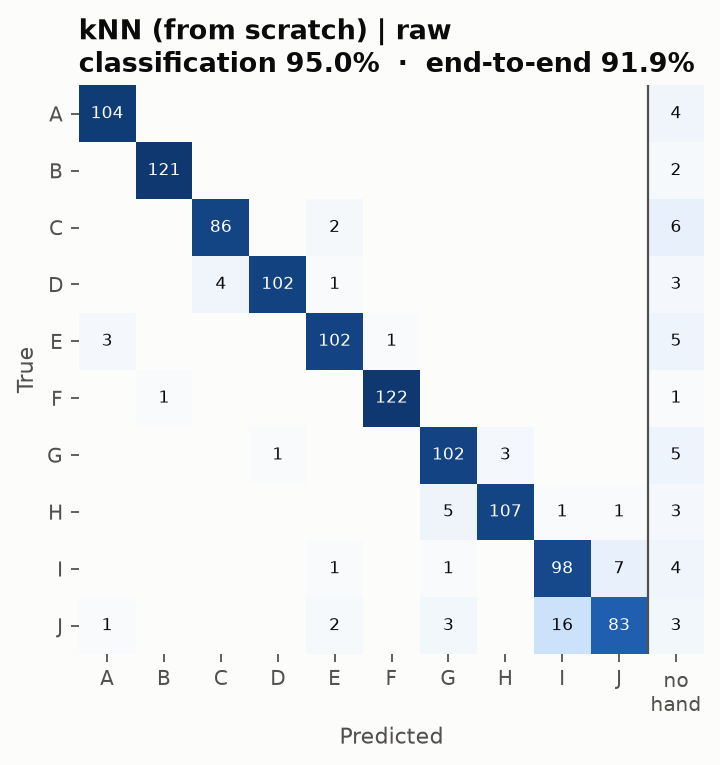 kNN (from scratch) | raw
classification 95.0%  ·  end-to-end 91.9%
True
A 104 4
B 121 2
C 86 2 6
D 4 102 1 3
E 3 102 1 5
F 1 122 1
G 1 102 3 5
H 5 107 1 1 3
I 1 1 98 7 4
J 1 2 3 16 83 3
A B C D E F G H I J no
hand
Predicted